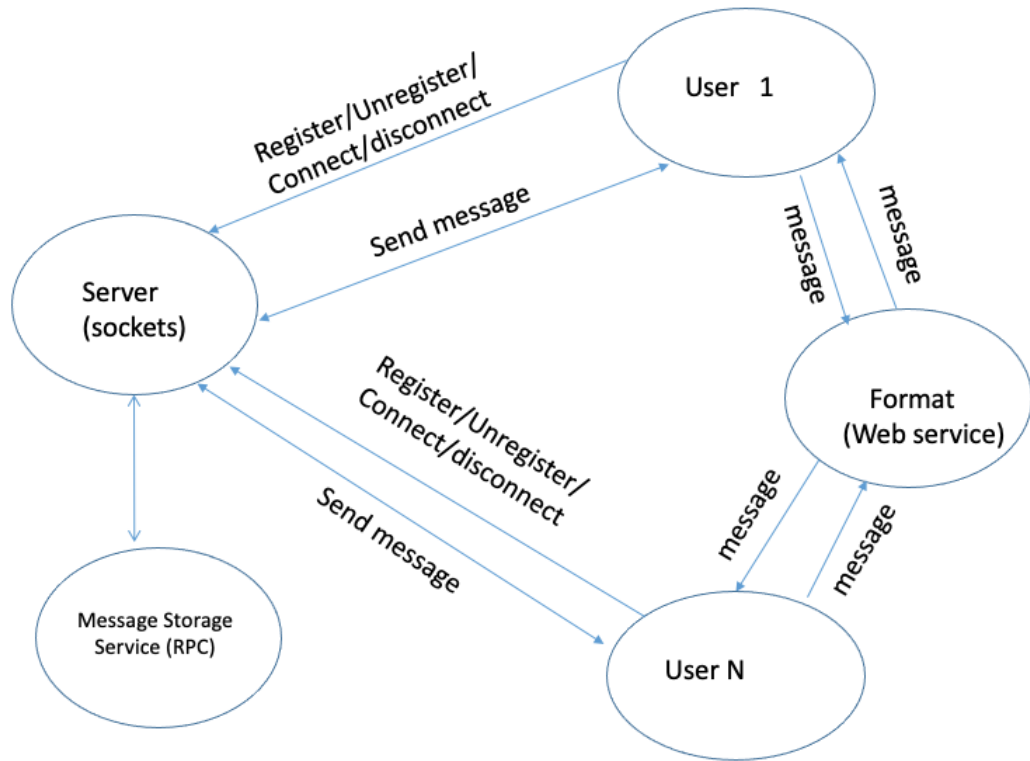 User 1
Register/Unregister/
Connect/disconnect
Send message
message
message
Server
(sockets)
Format
(Web service)
Register/Unregister/
Connect/disconnect
Send message
message
message
Message Storage
Service (RPC)
User N